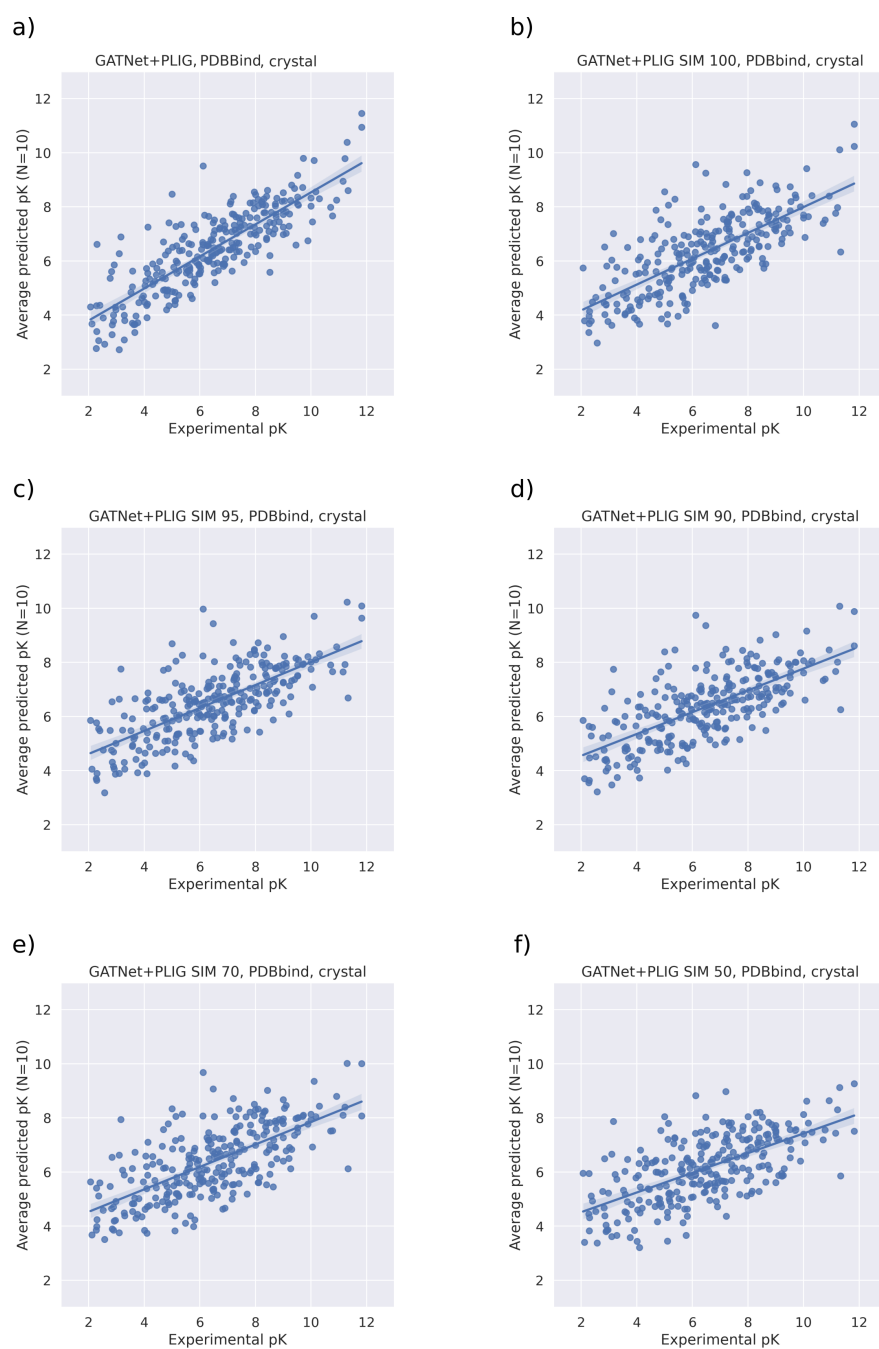 a)
GATNet+PLIG, PDBBind, crystal
12
10
8
6
4
2
Average predicted pK (N=10)
2 4 6 8 10 12
Experimental pK
b)
GATNet+PLIG SIM 100, PDBbind, crystal
12
10
8
6
4
2
Average predicted pK (N=10)
2 4 6 8 10 12
Experimental pK
c)
GATNet+PLIG SIM 95, PDBbind, crystal
12
10
8
6
4
2
Average predicted pK (N=10)
2 4 6 8 10 12
Experimental pK
d)
GATNet+PLIG SIM 90, PDBbind, crystal
12
10
8
6
4
2
Average predicted pK (N=10)
2 4 6 8 10 12
Experimental pK
e)
GATNet+PLIG SIM 70, PDBbind, crystal
12
10
8
6
4
2
Average predicted pK (N=10)
2 4 6 8 10 12
Experimental pK
f)
GATNet+PLIG SIM 50, PDBbind, crystal
12
10
8
6
4
2
Average predicted pK (N=10)
2 4 6 8 10 12
Experimental pK